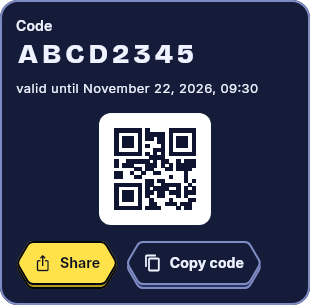 Code
ABCD2345
valid until November 22, 2026, 09:30
Share
Copy code